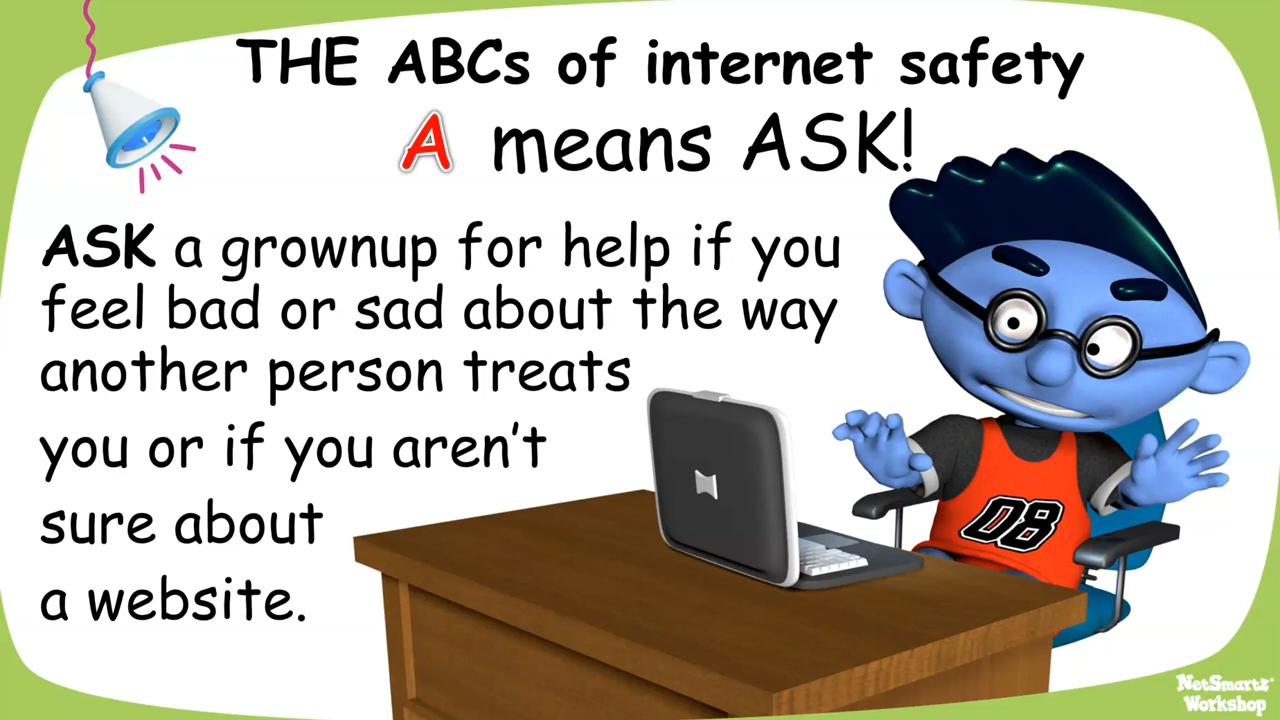 THE ABCs of internet safety
A means ASK!
ASK a grownup for help if you
feel bad or sad about the way
another person treats
you or if you aren’t
sure about
a website.
08
NetSmartz®
Workshop